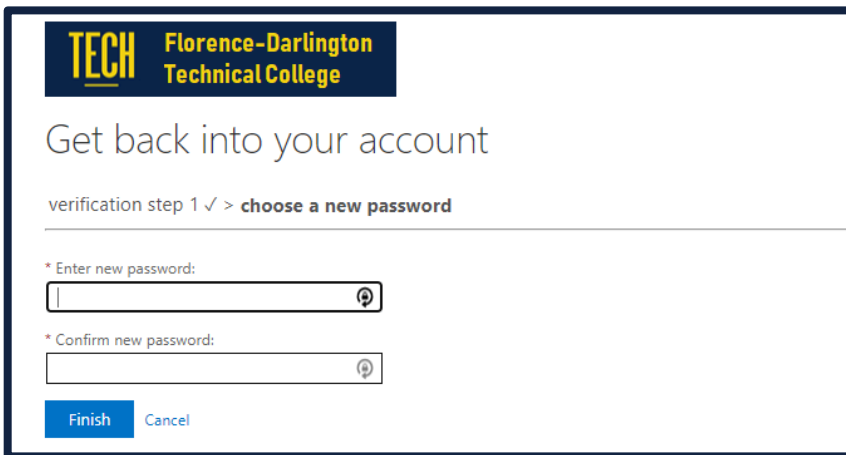 TECH
Florence-Darlington
Technical College
Get back into your account
verification step 1 ✓ > choose a new password
* Enter new password:
* Confirm new password:
Finish Cancel